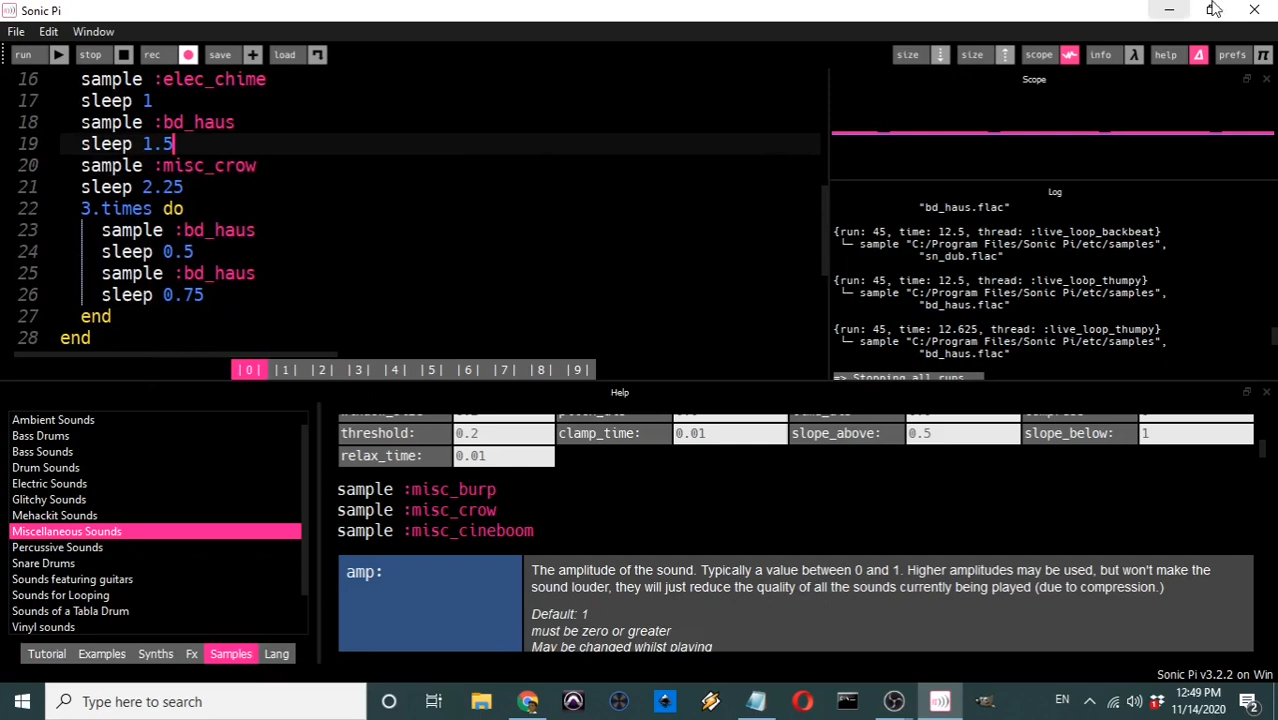 Sonic Pi
File Edit Window
run stop rec save load size size scope info help prefs
16 sample :elec_chime
17 sleep 1
18 sample :bd_haus
19 sleep 1.5
20 sample :misc_crow
21 sleep 2.25
22 3.times do
23 sample :bd_haus
24 sleep 0.5
25 sample :bd_haus
26 sleep 0.75
27 end
28 end
|0| |1| |2| |3| |4| |5| |6| |7| |8| |9|
Scope
Log
"bd_haus.flac"
{run: 45, time: 12.5, thread: :live_loop_backbeat}
└─ sample "C:/Program Files/Sonic Pi/etc/samples",
"sn_dub.flac"
{run: 45, time: 12.5, thread: :live_loop_thumpy}
└─ sample "C:/Program Files/Sonic Pi/etc/samples",
"bd_haus.flac"
{run: 45, time: 12.625, thread: :live_loop_thumpy}
└─ sample "C:/Program Files/Sonic Pi/etc/samples",
"bd_haus.flac"
=> Stopping all runs...
Help
Ambient Sounds
Bass Drums
Bass Sounds
Drum Sounds
Electric Sounds
Glitchy Sounds
Mehackit Sounds
Miscellaneous Sounds
Percussive Sounds
Snare Drums
Sounds featuring guitars
Sounds for Looping
Sounds of a Tabla Drum
Vinyl sounds
Tutorial Examples Synths Fx Samples Lang
threshold: 0.2 clamp_time: 0.01 slope_above: 0.5 slope_below: 1
relax_time: 0.01
sample :misc_burp
sample :misc_crow
sample :misc_cineboom
amp:
The amplitude of the sound. Typically a value between 0 and 1. Higher amplitudes may be used, but won't make the
sound louder, they will just reduce the quality of all the sounds currently being played (due to compression.)
Default: 1
must be zero or greater
May be changed whilst playing
Sonic Pi v3.2.2 on Win
Type here to search
EN
12:49 PM
11/14/2020
2